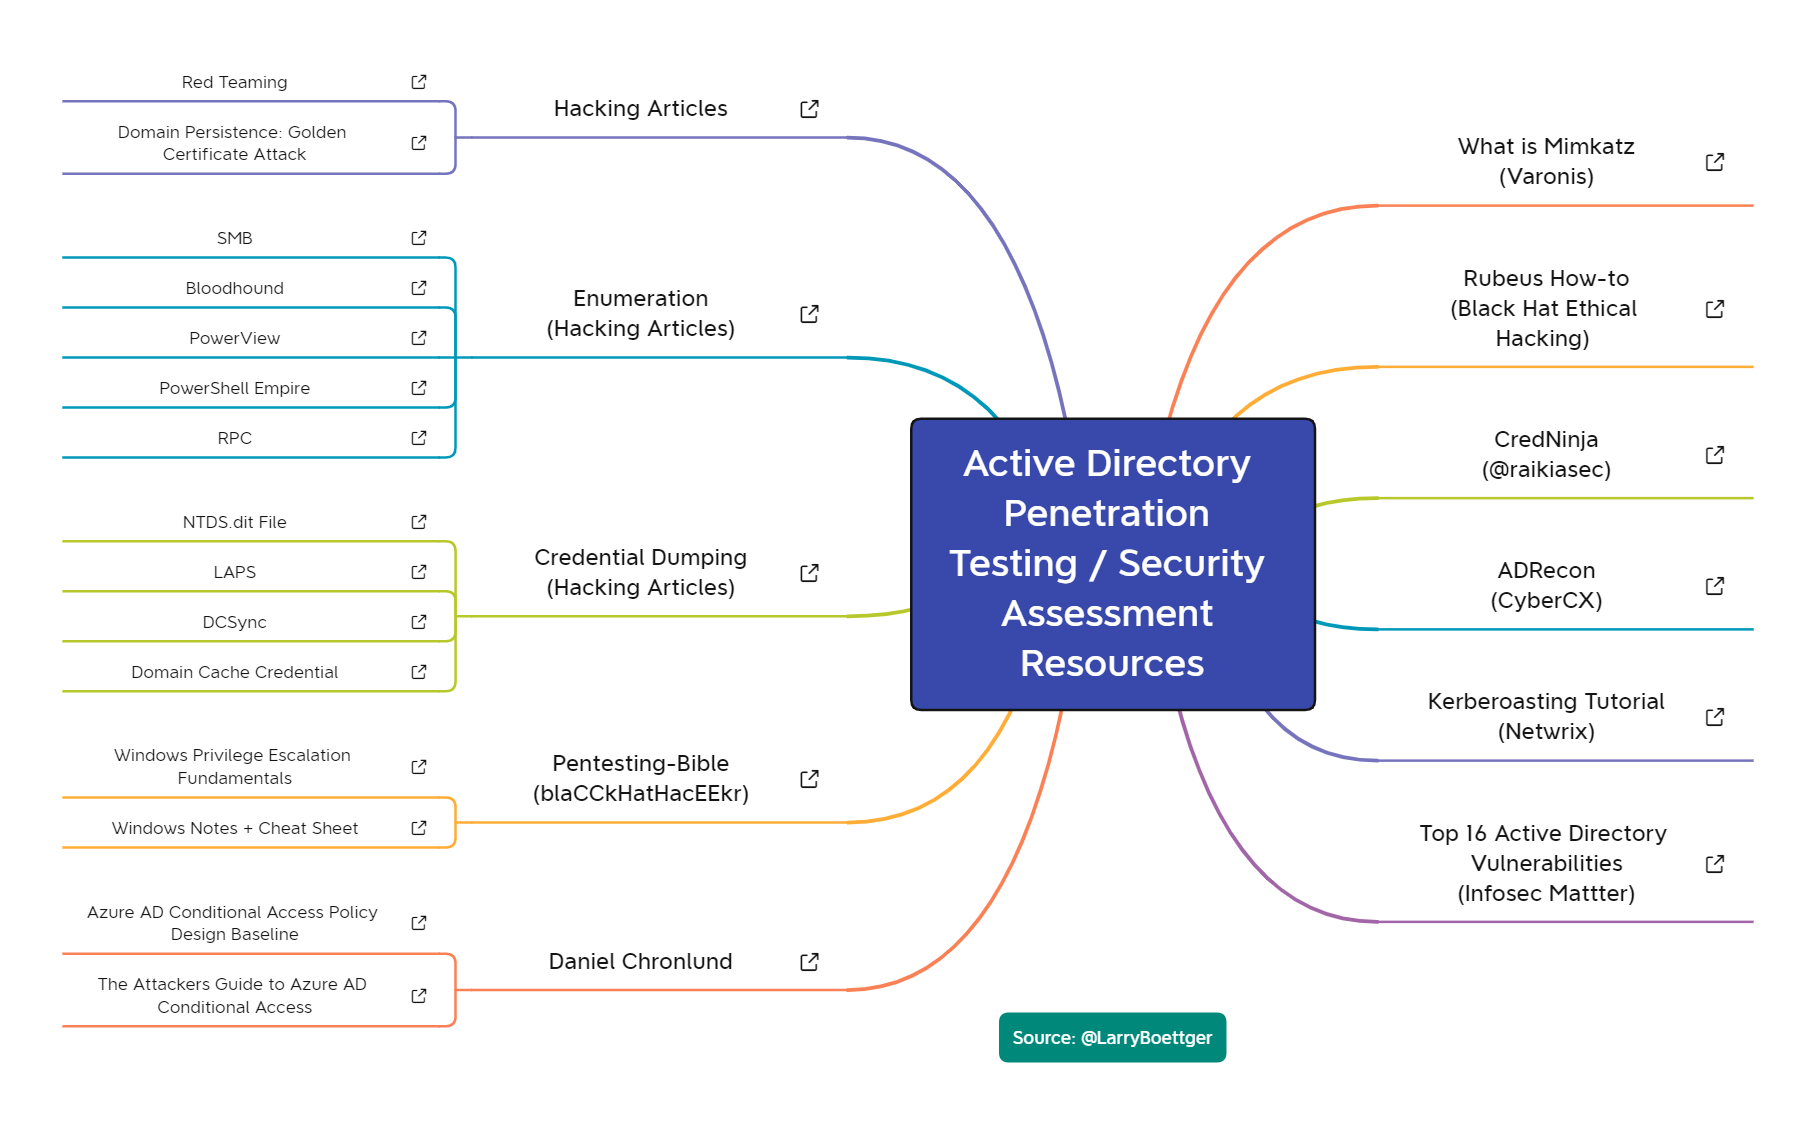 Red Teaming
Domain Persistence: Golden
Certificate Attack
Hacking Articles
SMB
Bloodhound
PowerView
PowerShell Empire
RPC
Enumeration
(Hacking Articles)
NTDS.dit File
LAPS
DCSync
Domain Cache Credential
Credential Dumping
(Hacking Articles)
Windows Privilege Escalation
Fundamentals
Windows Notes + Cheat Sheet
Pentesting-Bible
(blaCCkHatHacEEkr)
Azure AD Conditional Access Policy
Design Baseline
The Attackers Guide to Azure AD
Conditional Access
Daniel Chronlund
Active Directory
Penetration
Testing / Security
Assessment
Resources
What is Mimkatz
(Varonis)
Rubeus How-to
(Black Hat Ethical
Hacking)
CredNinja
(@raikiasec)
ADRecon
(CyberCX)
Kerberoasting Tutorial
(Netwrix)
Top 16 Active Directory
Vulnerabilities
(Infosec Mattter)
Source: @LarryBoettger